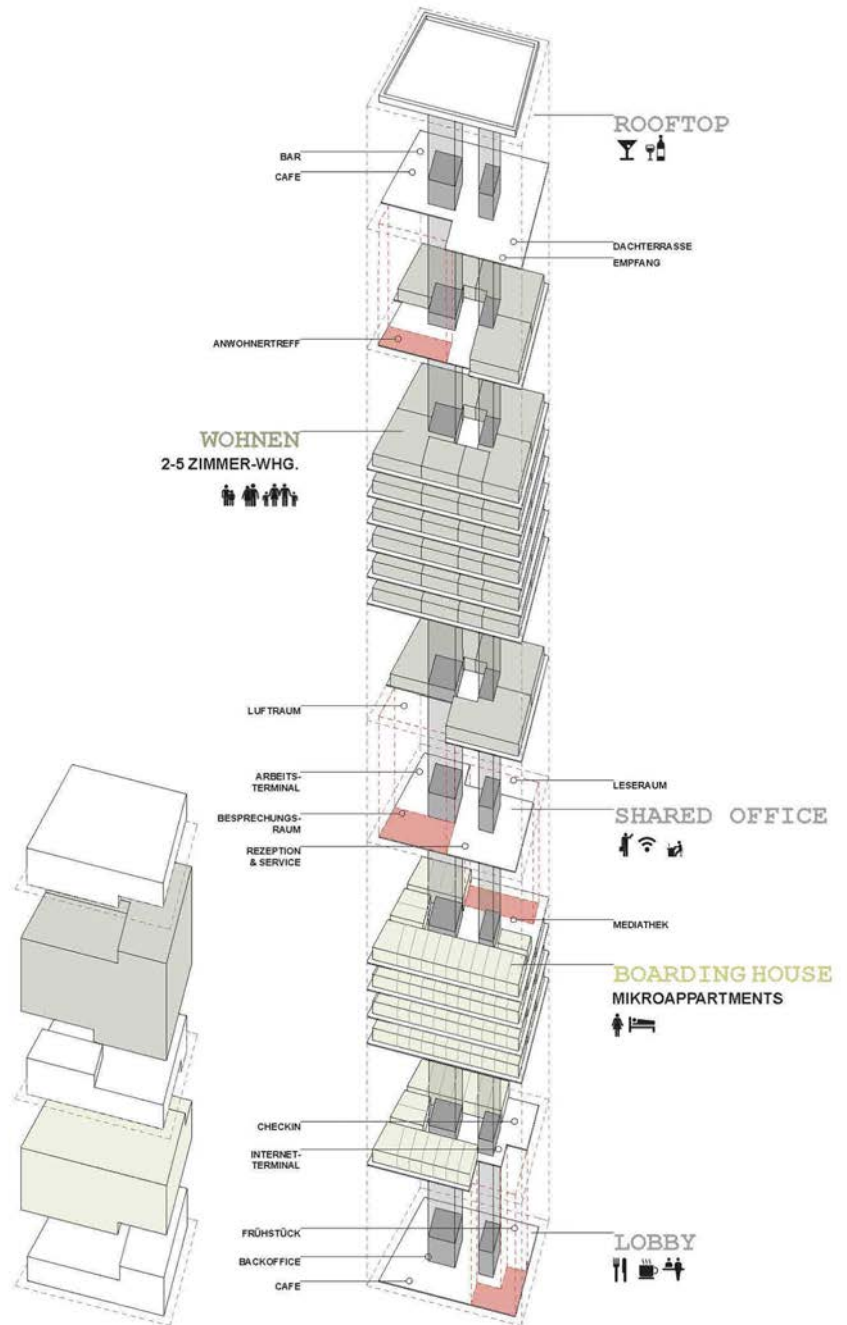 ROOFTOP
BAR
CAFE
DACHTERRASSE
EMPFANG
ANWOHNERTREFF
WOHNEN
2-5 ZIMMER-WHG.
LUFTRAUM
ARBEITS-
TERMINAL
LESERAUM
BESPRECHUNGS-
RAUM
SHARED OFFICE
REZEPTION
& SERVICE
MEDIATHEK
BOARDING HOUSE
MIKROAPPARTMENTS
CHECKIN
INTERNET-
TERMINAL
FRÜHSTÜCK
LOBBY
BACKOFFICE
CAFE